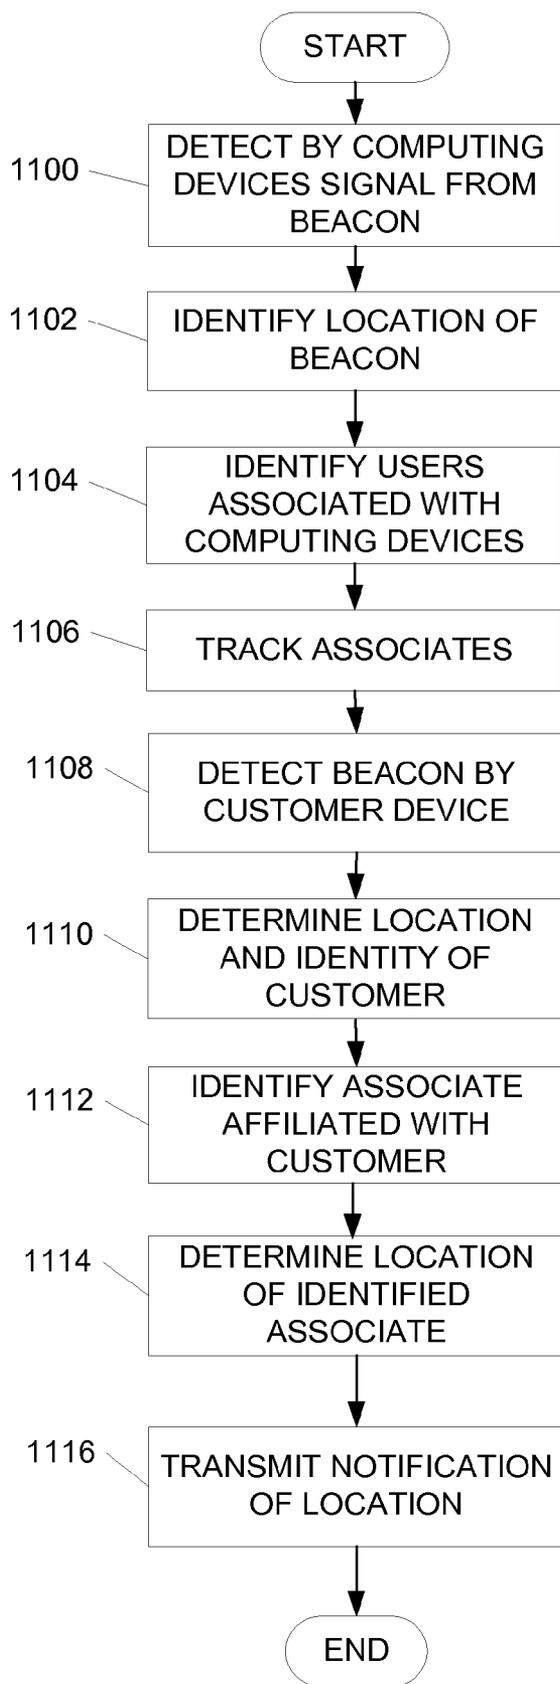 START
1100
DETECT BY COMPUTING
DEVICES SIGNAL FROM
BEACON
1102
IDENTIFY LOCATION OF
BEACON
1104
IDENTIFY USERS
ASSOCIATED WITH
COMPUTING DEVICES
1106
TRACK ASSOCIATES
1108
DETECT BEACON BY
CUSTOMER DEVICE
1110
DETERMINE LOCATION
AND IDENTITY OF
CUSTOMER
1112
IDENTIFY ASSOCIATE
AFFILIATED WITH
CUSTOMER
1114
DETERMINE LOCATION
OF IDENTIFIED
ASSOCIATE
1116
TRANSMIT NOTIFICATION
OF LOCATION
END